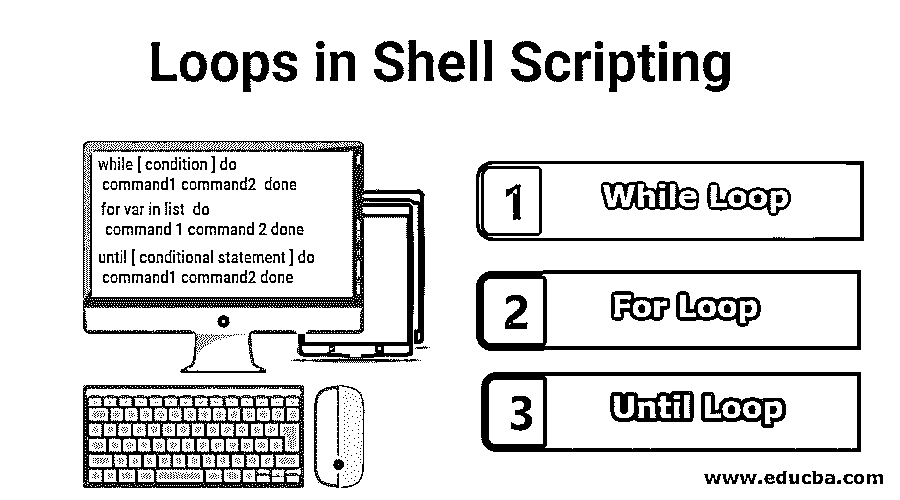 Loops in Shell Scripting
while [ condition ] do
command1 command2 done
for var in list do
command 1 command 2 done
until [ conditional statement ] do
command1 command2 done
1 While Loop
2 For Loop
3 Until Loop
www.educba.com